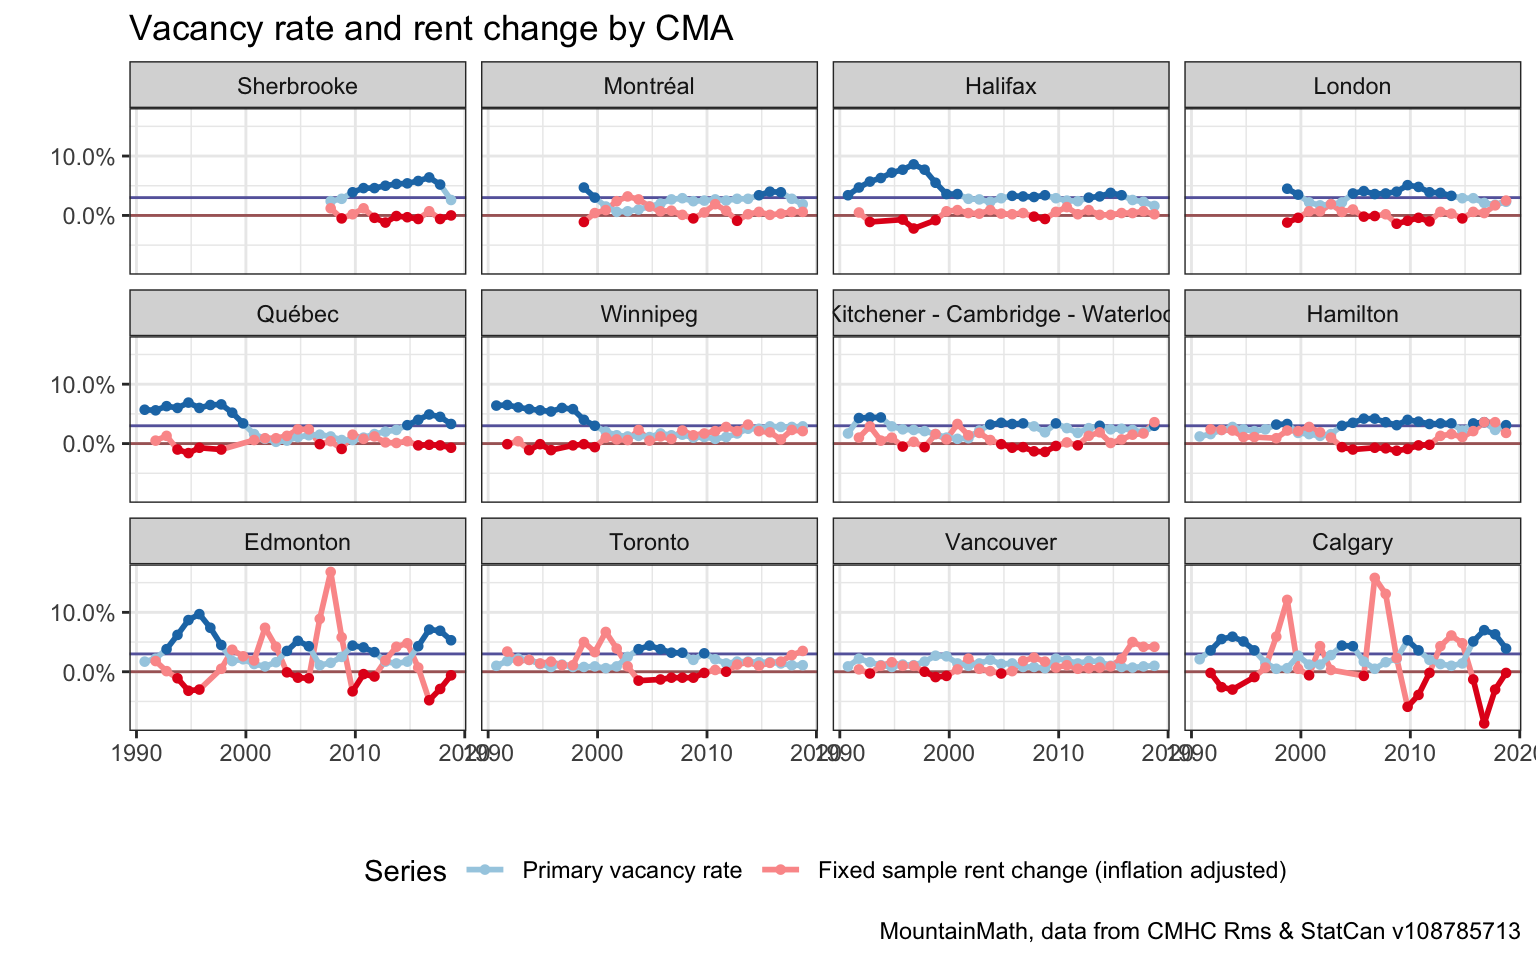 Vacancy rate and rent change by CMA
Sherbrooke Montréal Halifax London
10.0%
0.0%
Québec Winnipeg Kitchener - Cambridge - Waterloo Hamilton
10.0%
0.0%
Edmonton Toronto Vancouver Calgary
10.0%
0.0%
1990 2000 2010 2020 1990 2000 2010 2020 1990 2000 2010 2020 1990 2000 2010 2020
Series Primary vacancy rate Fixed sample rent change (inflation adjusted)
MountainMath, data from CMHC Rms & StatCan v108785713